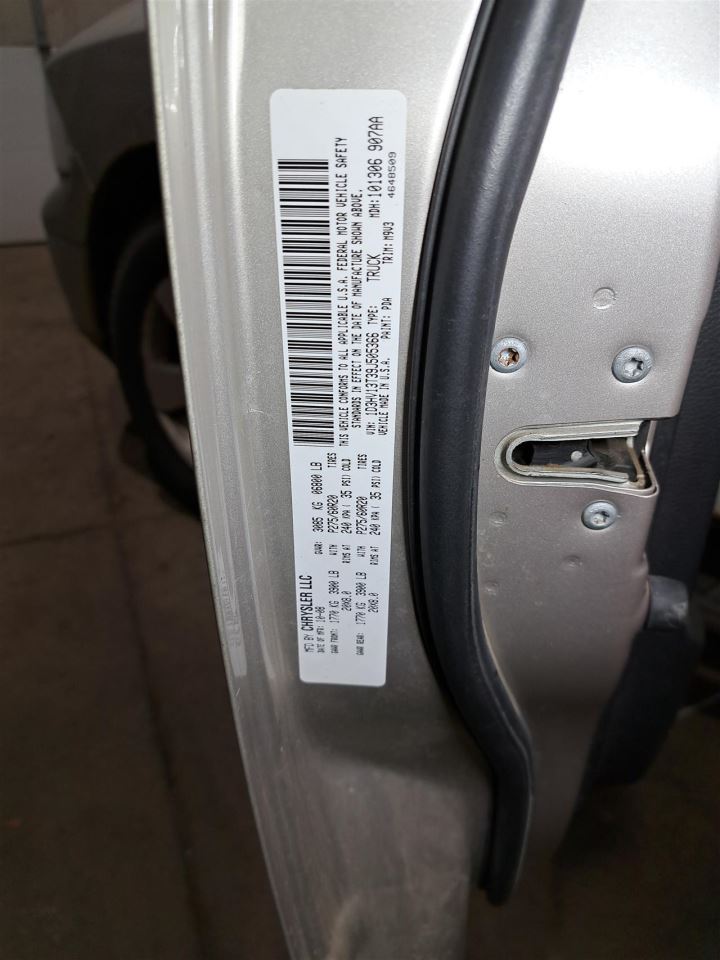 MFD BY CHRYSLER LLC
DATE OF MFR: 10-08 GVWR: 3085 KG 06800 LB
GAWR FRONT: 1770 KG 3900 LB WITH P275/60R20 TIRES
20X8.0 RIMS AT 240 KPA( 35 PSI) COLD
GAWR REAR: 1770 KG 3900 LB WITH P275/60R20 TIRES
20X8.0 RIMS AT 240 KPA( 35 PSI) COLD
THIS VEHICLE CONFORMS TO ALL APPLICABLE U.S.A. FEDERAL MOTOR VEHICLE SAFETY
STANDARDS IN EFFECT ON THE DATE OF MANUFACTURE SHOWN ABOVE.
VIN: 1D3HV13T39J505366 TYPE: TRUCK MDH:101306 907AA
VEHICLE MADE IN U.S.A. PAINT: PDA TRIM: M9V3 4648509